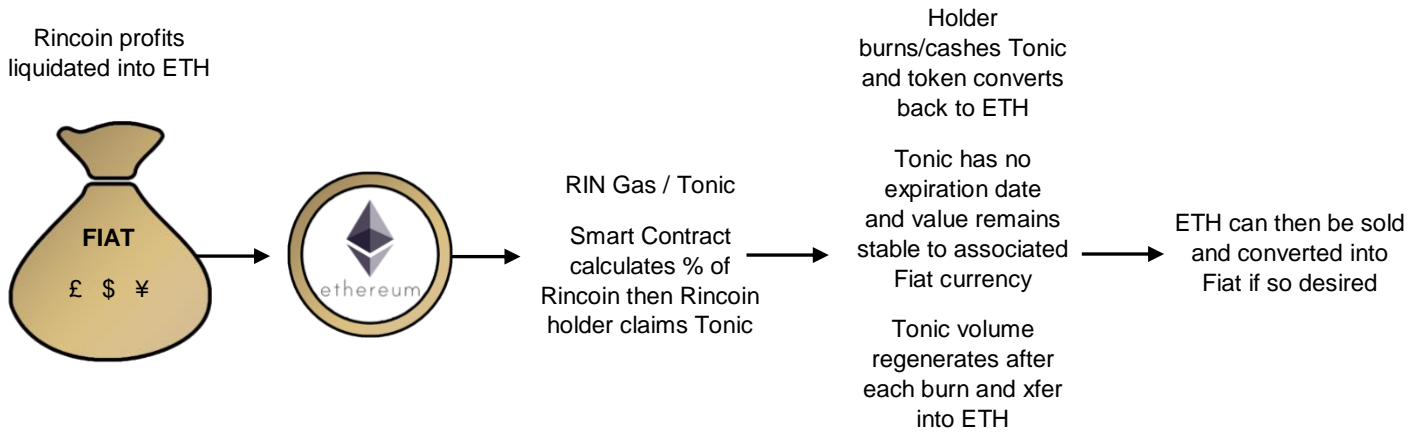 Rincoin profits
liquidated into ETH
FIAT
£ $ ¥
ethereum
RIN Gas / Tonic
Smart Contract
calculates % of
Rincoin then Rincoin
holder claims Tonic
Holder
burns/cashes Tonic
and token converts
back to ETH
Tonic has no
expiration date
and value remains
stable to associated
Fiat currency
Tonic volume
regenerates after
each burn and xfer
into ETH
ETH can then be sold
and converted into
Fiat if so desired